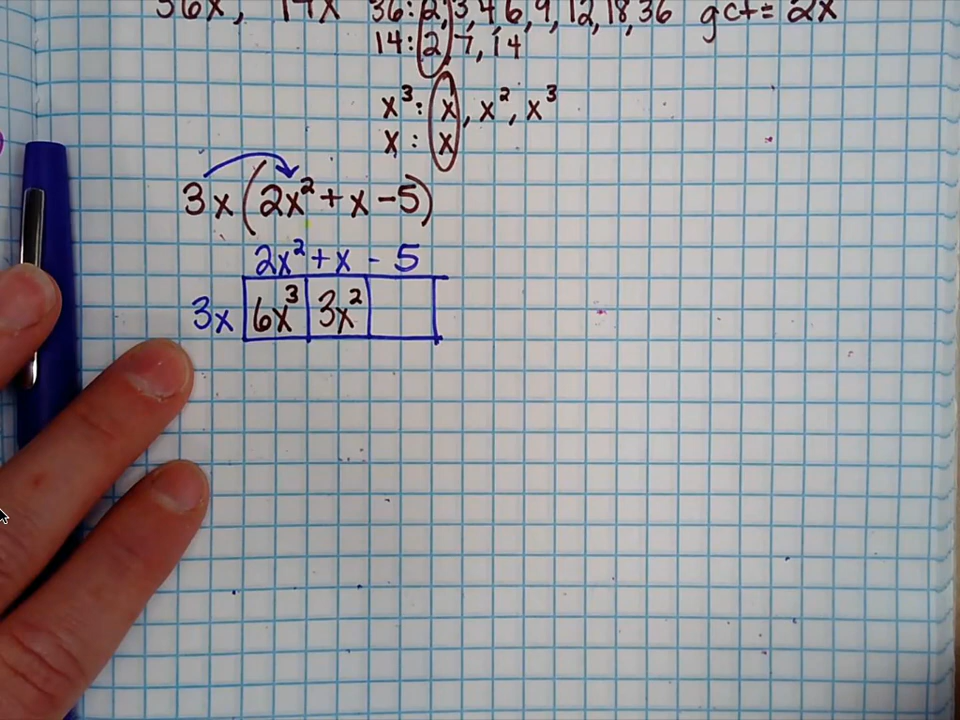 36x³, 14x 36: 2, 3, 4, 6, 9, 12, 18, 36 gcf = 2x
14: 2, 7, 14
x³: x, x², x³
x: x
3x(2x² + x - 5)
2x² + x - 5
3x 6x³ 3x²